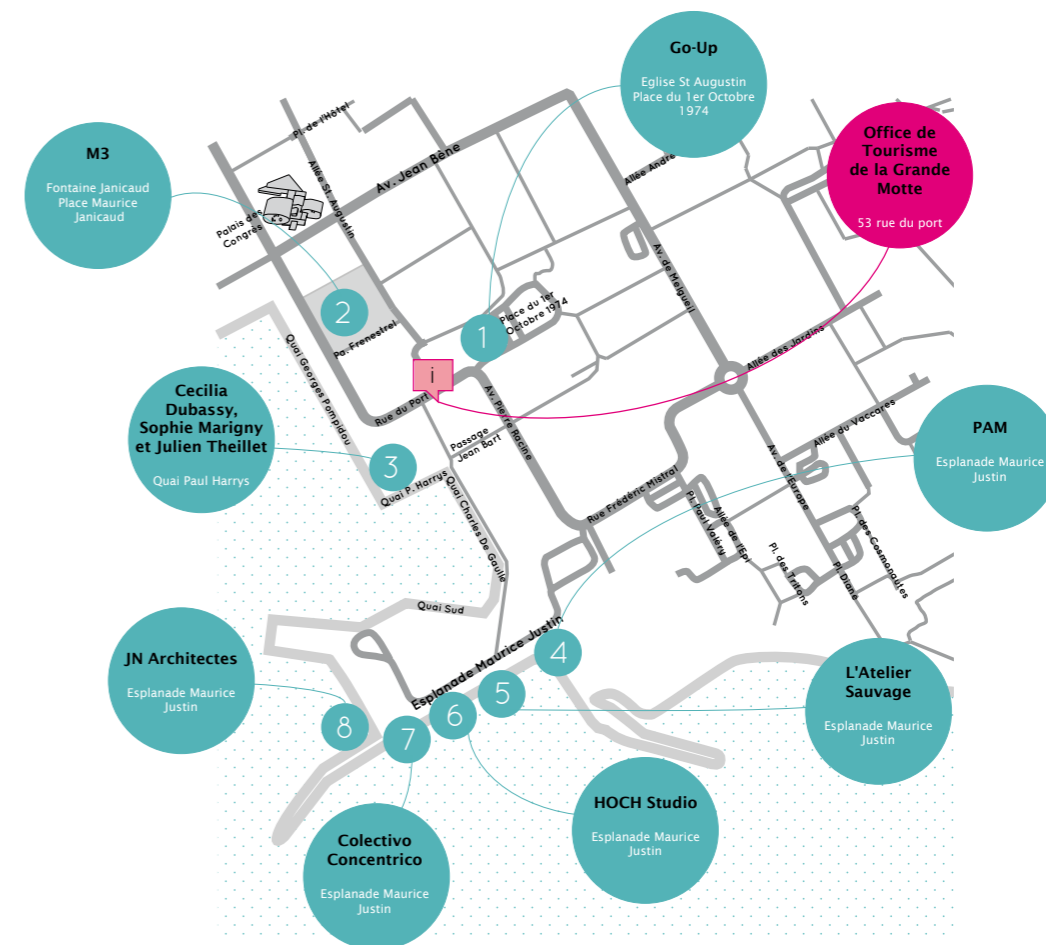 Go-Up
Eglise St Augustin
Place du 1er Octobre
1974
Office de
Tourisme
de la Grande
Motte
53 rue du port
M3
Fontaine Janicaud
Place Maurice
Janicaud
Pl. de l'Hôtel
Allée St. Augustin
Av. Jean Bène
Allée André
Palais des
Congrès
Av. de Melgueil
2
1
Place du 1er
Octobre 1974
Pa. Frenestrel
Quai Georges Pompidou
i
Allée des Jardins
Cecilia
Dubassy,
Sophie Marigny
et Julien Theillet
Quai Paul Harrys
Rue du Port
Av. Pierre Racine
Passage
Jean Bart
Allée du Vaccares
PAM
Esplanade Maurice
Justin
3
Quai P. Harrys
Quai Charles De Gaulle
Rue Frédéric Mistral
Av. de l'Europe
Pl. Paul Valéry
Allée de l'Epi
Pl. des Tritons
Pl. Diane
Pl. des Cosmonautes
Quai Sud
Esplanade Maurice Justin
4
JN Architectes
Esplanade Maurice
Justin
5
6
7
8
L'Atelier
Sauvage
Esplanade Maurice
Justin
HOCH Studio
Esplanade Maurice
Justin
Colectivo
Concentrico
Esplanade Maurice
Justin